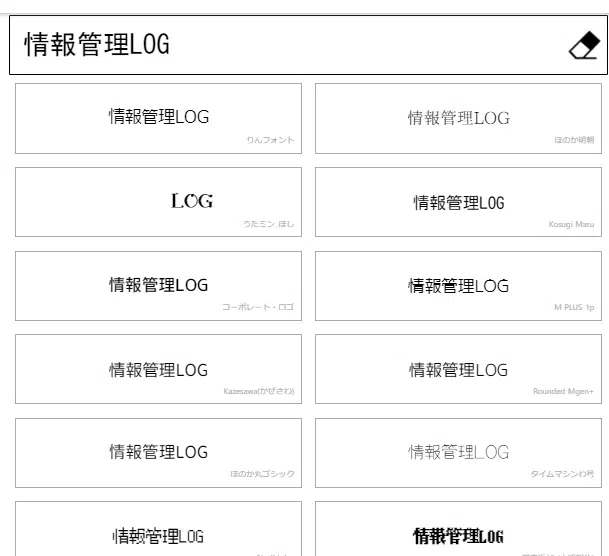 情報管理LOG
情報管理LOG
りんフォント
情報管理LOG
ほのか明朝
LOG
うたミン_ほし
情報管理LOG
Kosugi Maru
情報管理LOG
コーポレート・ロゴ
情報管理LOG
M PLUS 1p
情報管理LOG
Kazesawa(かぜさわ)
情報管理LOG
Rounded Mgen+
情報管理LOG
ほのか丸ゴシック
情報管理LOG
タイムマシンわ号
情報管理LOG
情報管理LOG